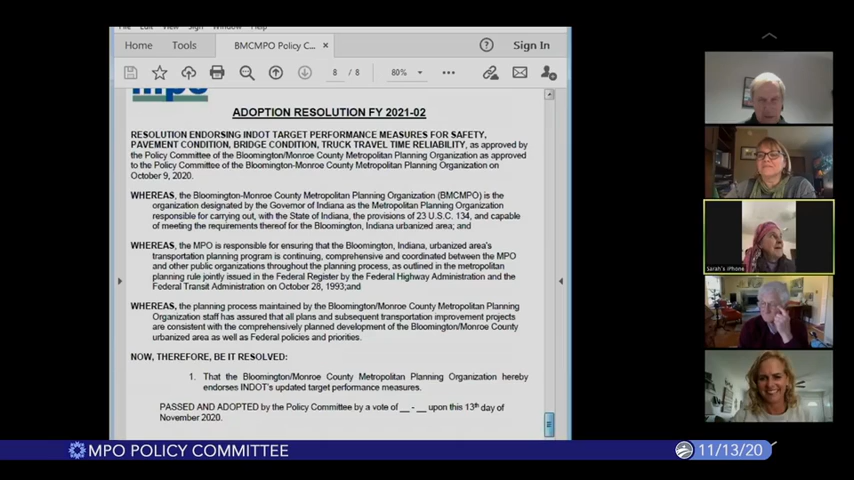 File Edit View Sign Window Help
Home Tools BMCMPO Policy C... × ? Sign In
8 / 8 80%
mpo
ADOPTION RESOLUTION FY 2021-02
RESOLUTION ENDORSING INDOT TARGET PERFORMANCE MEASURES FOR SAFETY,
PAVEMENT CONDITION, BRIDGE CONDITION, TRUCK TRAVEL TIME RELIABILITY, as approved by
the Policy Committee of the Bloomington/Monroe County Metropolitan Planning Organization as approved
to the Policy Committee of the Bloomington-Monroe County Metropolitan Planning Organization on
October 9, 2020.
WHEREAS, the Bloomington-Monroe County Metropolitan Planning Organization (BMCMPO) is the
organization designated by the Governor of Indiana as the Metropolitan Planning Organization
responsible for carrying out, with the State of Indiana, the provisions of 23 U.S.C. 134, and capable
of meeting the requirements thereof for the Bloomington, Indiana urbanized area; and
WHEREAS, the MPO is responsible for ensuring that the Bloomington, Indiana, urbanized area's
transportation planning program is continuing, comprehensive and coordinated between the MPO
and other public organizations throughout the planning process, as outlined in the metropolitan
planning rule jointly issued in the Federal Register by the Federal Highway Administration and the
Federal Transit Administration on October 28, 1993;and
WHEREAS, the planning process maintained by the Bloomington/Monroe County Metropolitan Planning
Organization staff has assured that all plans and subsequent transportation improvement projects
are consistent with the comprehensively planned development of the Bloomington/Monroe County
urbanized area as well as Federal policies and priorities.
NOW, THEREFORE, BE IT RESOLVED:
1. That the Bloomington/Monroe County Metropolitan Planning Organization hereby
endorses INDOT's updated target performance measures.
PASSED AND ADOPTED by the Policy Committee by a vote of __ - __ upon this 13th day of
November 2020.
Sarah's iPhone
MPO POLICY COMMITTEE
11/13/20